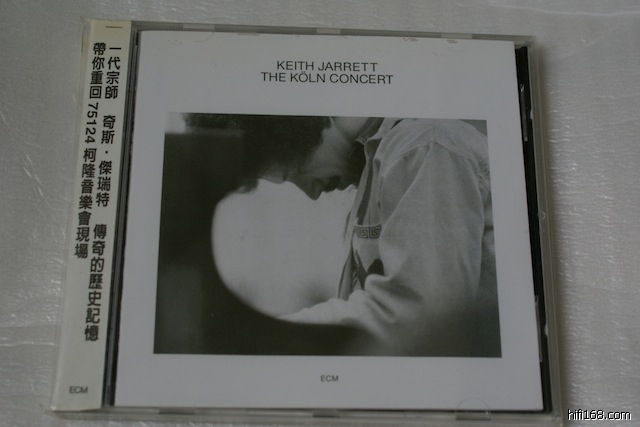 一代宗師 奇斯．傑瑞特 傳奇的歷史記憶
帶你重回 75124 柯隆音樂會現場
ECM
KEITH JARRETT
THE KÖLN CONCERT
ECM
hifi168.com